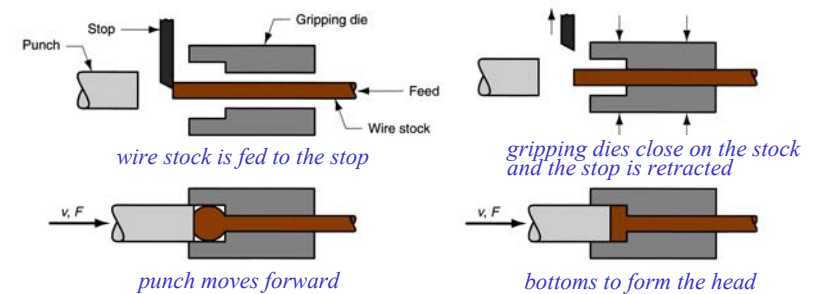 Stop
Gripping die
Punch
Feed
Wire stock
wire stock is fed to the stop
gripping dies close on the stock
and the stop is retracted
v, F
punch moves forward
v, F
bottoms to form the head